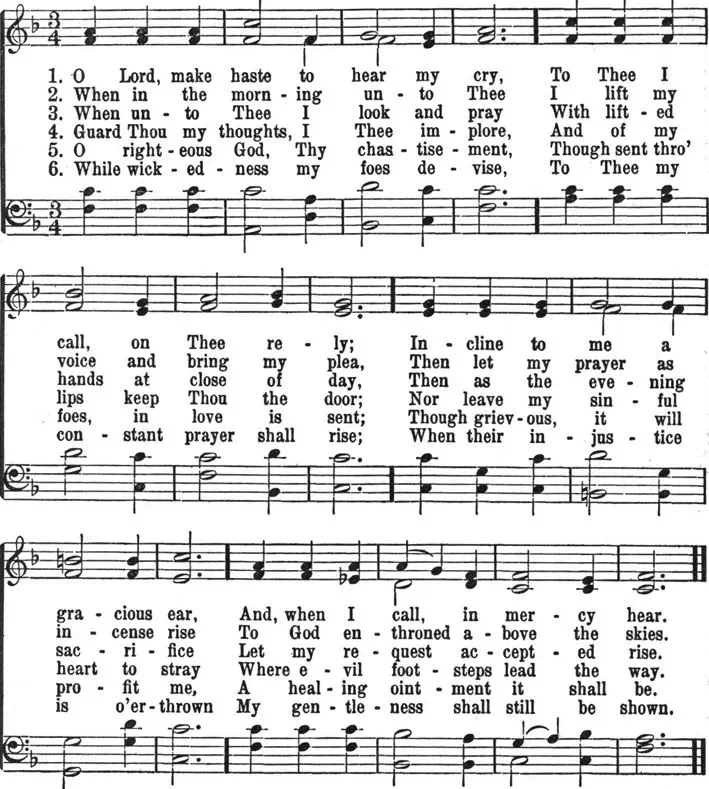 3
4
1. O Lord, make haste to hear my cry, To Thee I
2. When in the morn - ing un - to Thee I lift my
3. When un - to Thee I look and pray With lift - ed
4. Guard Thou my thoughts, I Thee im - plore, And of my
5. O right - eous God, Thy chas - tise - ment, Though sent thro'
6. While wick - ed - ness my foes de - vise, To Thee my
3
4
call, on Thee re - ly; In - cline to me a
voice and bring my plea, Then let my prayer as
hands at close of day, Then as the eve - ning
lips keep Thou the door; Nor leave my sin - ful
foes, in love is sent; Though griev - ous, it will
con - stant prayer shall rise; When their in - jus - tice
gra - cious ear, And, when I call, in mer - cy hear.
in - cense rise To God en - throned a - bove the skies.
sac - ri - fice Let my re - quest ac - cept - ed rise.
heart to stray Where e - vil foot - steps lead the way.
pro - fit me, A heal - ing oint - ment it shall be.
is o'er - thrown My gen - tle - ness shall still be shown.